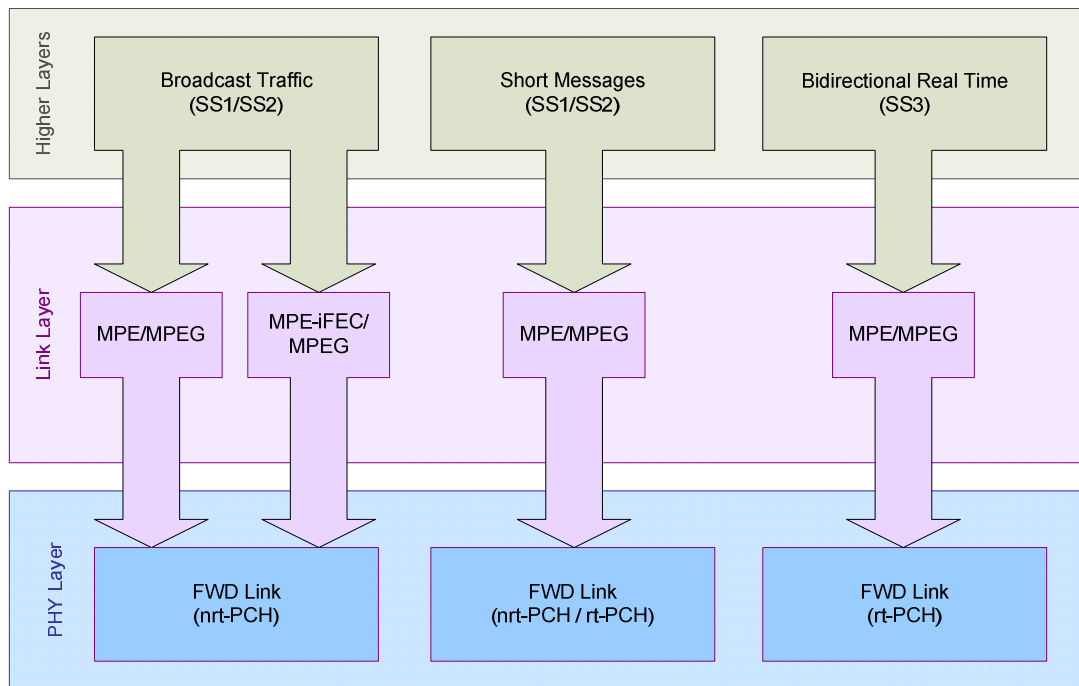 Higher Layers
Broadcast Traffic
(SS1/SS2)
Short Messages
(SS1/SS2)
Bidirectional Real Time
(SS3)
Link Layer
MPE/MPEG
MPE-iFEC/
MPEG
MPE/MPEG
MPE/MPEG
PHY Layer
FWD Link
(nrt-PCH)
FWD Link
(nrt-PCH / rt-PCH)
FWD Link
(rt-PCH)